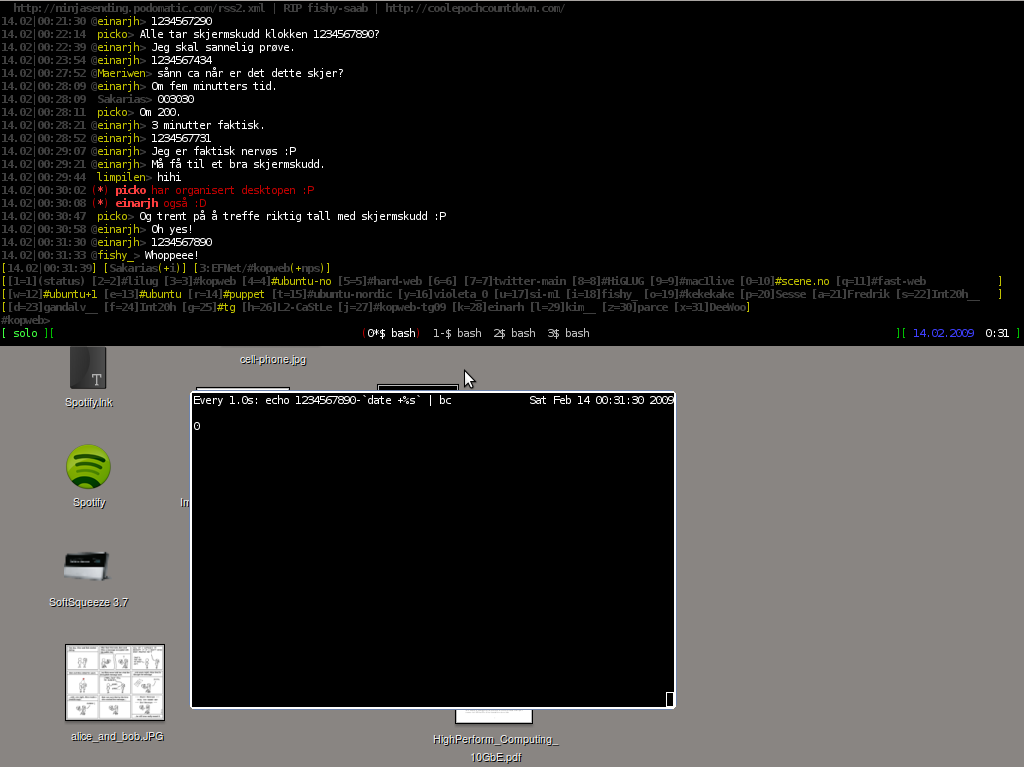 http://ninjasending.podomatic.com/rss2.xml | RIP fishy-saab | http://coolepochcountdown.com/
14.02|00:21:30 @einarjh> 1234567290
14.02|00:22:14 picko> Alle tar skjermskudd klokken 1234567890?
14.02|00:22:39 @einarjh> Jeg skal sannelig prøve.
14.02|00:23:54 @einarjh> 1234567434
14.02|00:27:52 @Maeriwen> sånn ca når er det dette skjer?
14.02|00:28:09 @einarjh> Om fem minutters tid.
14.02|00:28:09 Sakarias> 003030
14.02|00:28:11 picko> Om 200.
14.02|00:28:21 @einarjh> 3 minutter faktisk.
14.02|00:28:52 @einarjh> 1234567731
14.02|00:29:07 @einarjh> Jeg er faktisk nervøs :P
14.02|00:29:21 @einarjh> Må få til et bra skjermskudd.
14.02|00:29:44 limpilen> hihi
14.02|00:30:02 (*) picko har organisert desktopen :P
14.02|00:30:08 (*) einarjh også :D
14.02|00:30:47 picko> Og trent på å treffe riktig tall med skjermskudd :P
14.02|00:30:58 @einarjh> Oh yes!
14.02|00:31:30 @einarjh> 1234567890
14.02|00:31:33 @fishy_> Whoppeee!
[14.02|00:31:39] [Sakarias(+i)] [3:EFNet/#kopweb(+nps)]
[[1=1](status) [2=2]#lilug [3=3]#kopweb [4=4]#ubuntu-no [5=5]#hard-web [6=6] [7=7]twitter-main [8=8]#HiGLUG [9=9]#mac1live [0=10]#scene.no [q=11]#fast-web ]
[[w=12]#ubuntu+1 [e=13]#ubuntu [r=14]#puppet [t=15]#ubuntu-nordic [y=16]violeta_0 [u=17]si-m1 [i=18]fishy_ [o=19]#kekekake [p=20]Sesse [a=21]Fredrik [s=22]Int20h__ ]
[[d=23]gandalv__ [f=24]Int20h [g=25]#tg [h=26]L2-CaStLe [j=27]#kopweb-tg09 [k=28]einarh [l=29]kim__ [z=30]parce [x=31]DeeWoo]
#kopweb>
[ solo ][ (0*$ bash) 1-$ bash 2$ bash 3$ bash ][ 14.02.2009 0:31 ]
cell-phone.jpg
Spotify.lnk
Every 1.0s: echo 1234567890-`date +%s` | bc Sat Feb 14 00:31:30 2009
0
Spotify
SoftSqueeze 3.7
alice_and_bob.JPG
HighPerform_Computing_
10GbE.pdf